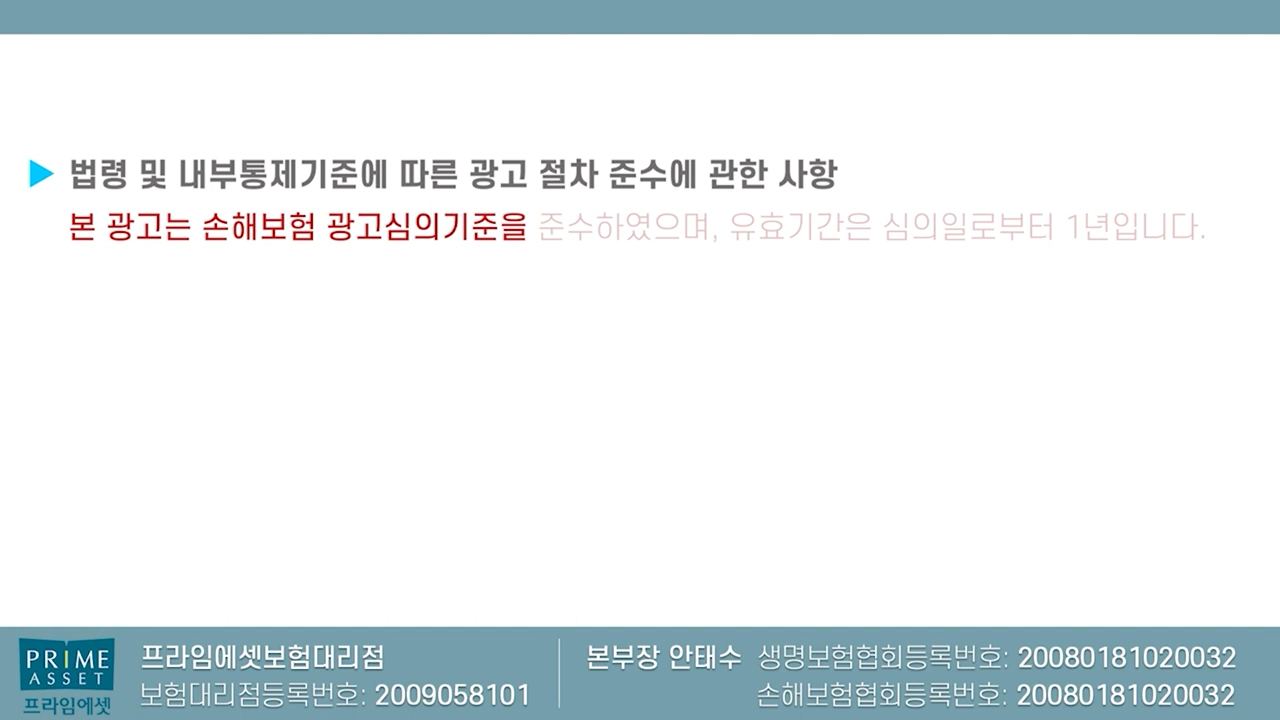 ▶ 법령 및 내부통제기준에 따른 광고 절차 준수에 관한 사항
본 광고는 손해보험 광고심의기준을 준수하였으며, 유효기간은 심의일로부터 1년입니다.
PRIME
ASSET
프라임에셋
프라임에셋보험대리점
보험대리점등록번호: 2009058101
본부장 안태수 생명보험협회등록번호: 20080181020032
손해보험협회등록번호: 20080181020032